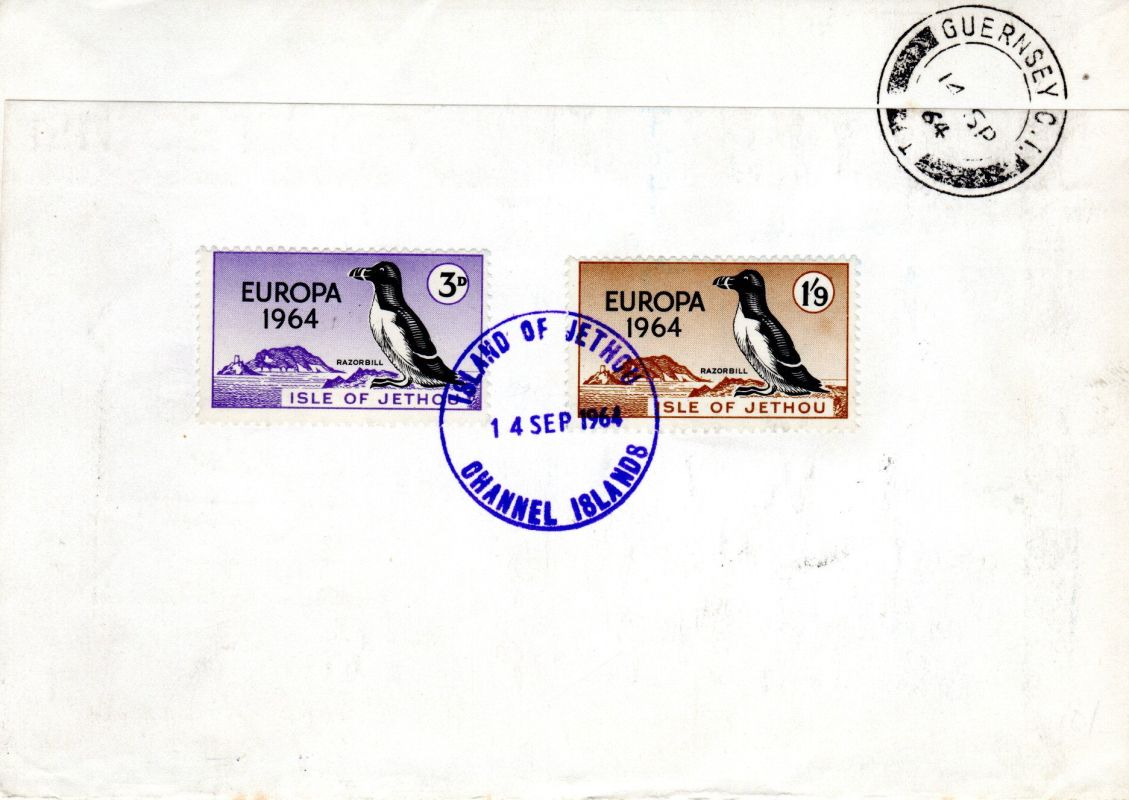 GUERNSEY C.I.
14 SP
64
EUROPA
1964
3D
RAZORBILL
ISLE OF JETHOU
EUROPA
1964
1/9
RAZORBILL
ISLE OF JETHOU
ISLAND OF JETHOU
14 SEP 1964
CHANNEL ISLANDS